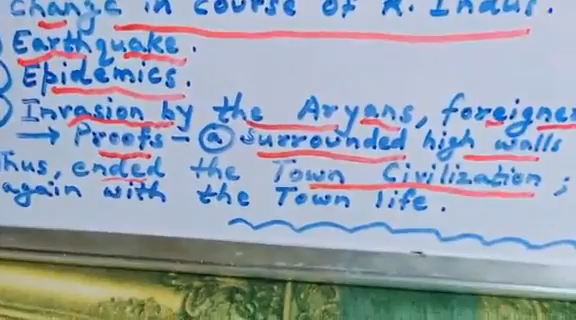 Change in course of R. Indus.
Earthquake.
Epidemics.
Invasion by the Aryans, foreigner
→ Proofs - ⓐ Surrounded high walls
Thus, ended the Town Civilization ;
again with the Town life.